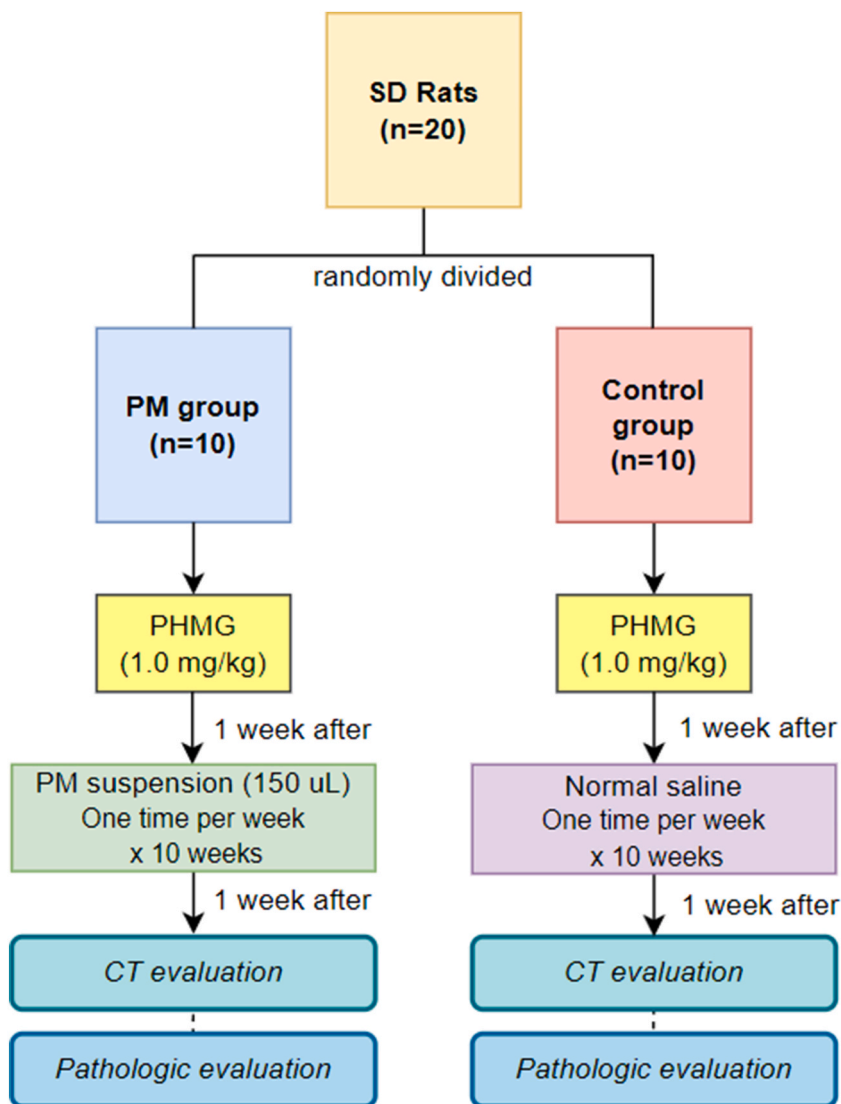 SD Rats
(n=20)
randomly divided
PM group
(n=10)
Control
group
(n=10)
PHMG
(1.0 mg/kg)
PHMG
(1.0 mg/kg)
1 week after
1 week after
PM suspension (150 uL)
One time per week
x 10 weeks
Normal saline
One time per week
x 10 weeks
1 week after
1 week after
CT evaluation
CT evaluation
Pathologic evaluation
Pathologic evaluation